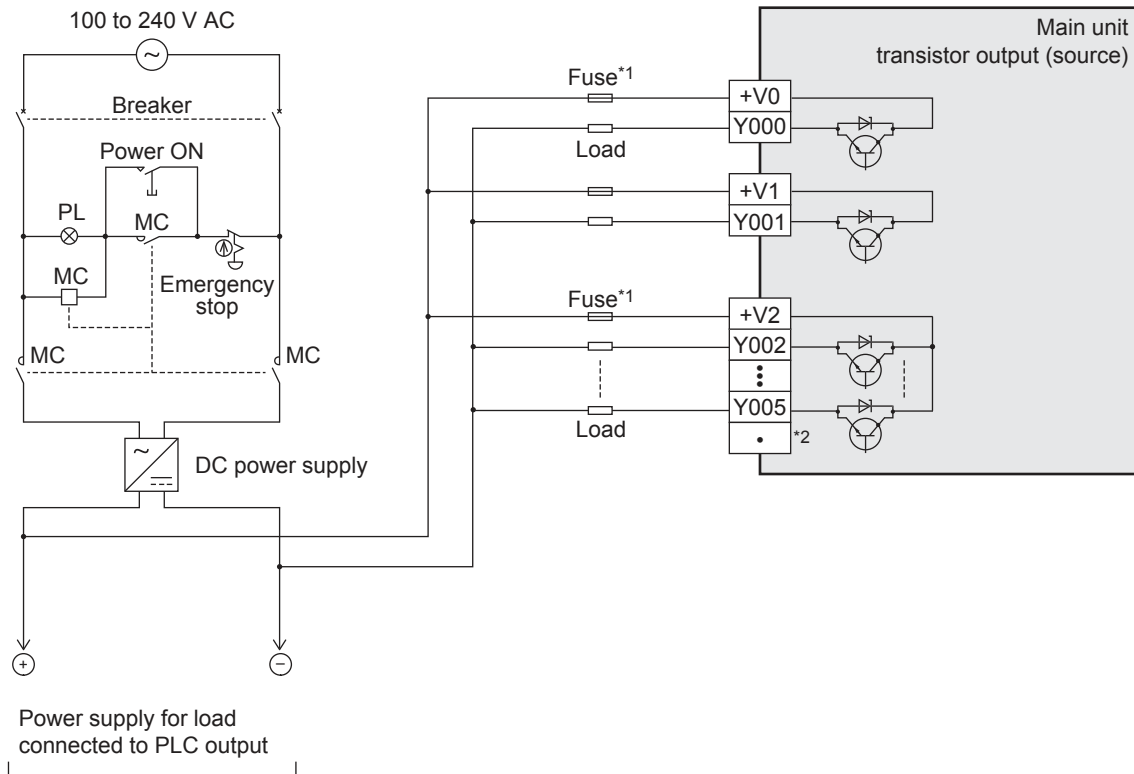 100 to 240 V AC
Breaker
Power ON
PL
MC
MC
Emergency
stop
MC
MC
~
DC power supply
+
−
Power supply for load
connected to PLC output
Main unit
transistor output (source)
Fuse*1
+V0
Y000
Load
+V1
Y001
Fuse*1
+V2
Y002
Y005
Load
*2